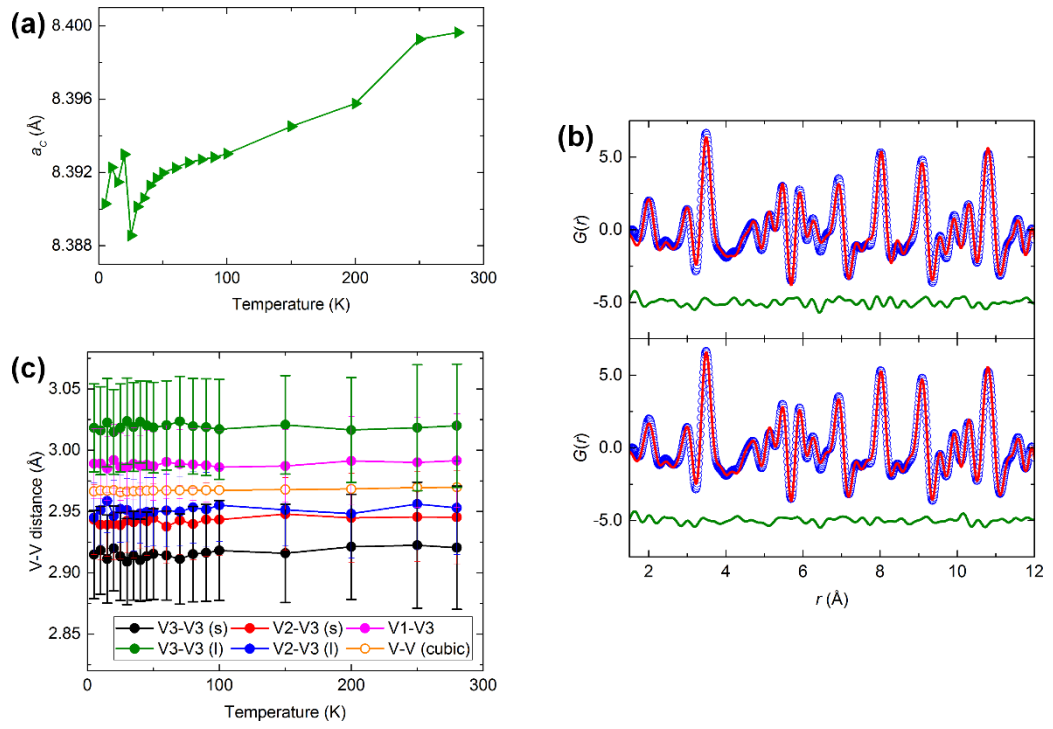 (a)
8.400
8.396
8.392
8.388
a_c (Å)
0
100
200
300
Temperature (K)
(b)
5.0
0.0
−5.0
G(r)
5.0
0.0
−5.0
G(r)
2
4
6
8
10
12
r (Å)
(c)
3.05
3.00
2.95
2.90
2.85
V-V distance (Å)
V3-V3 (s) V2-V3 (s) V1-V3
V3-V3 (l) V2-V3 (l) V-V (cubic)
0
100
200
300
Temperature (K)